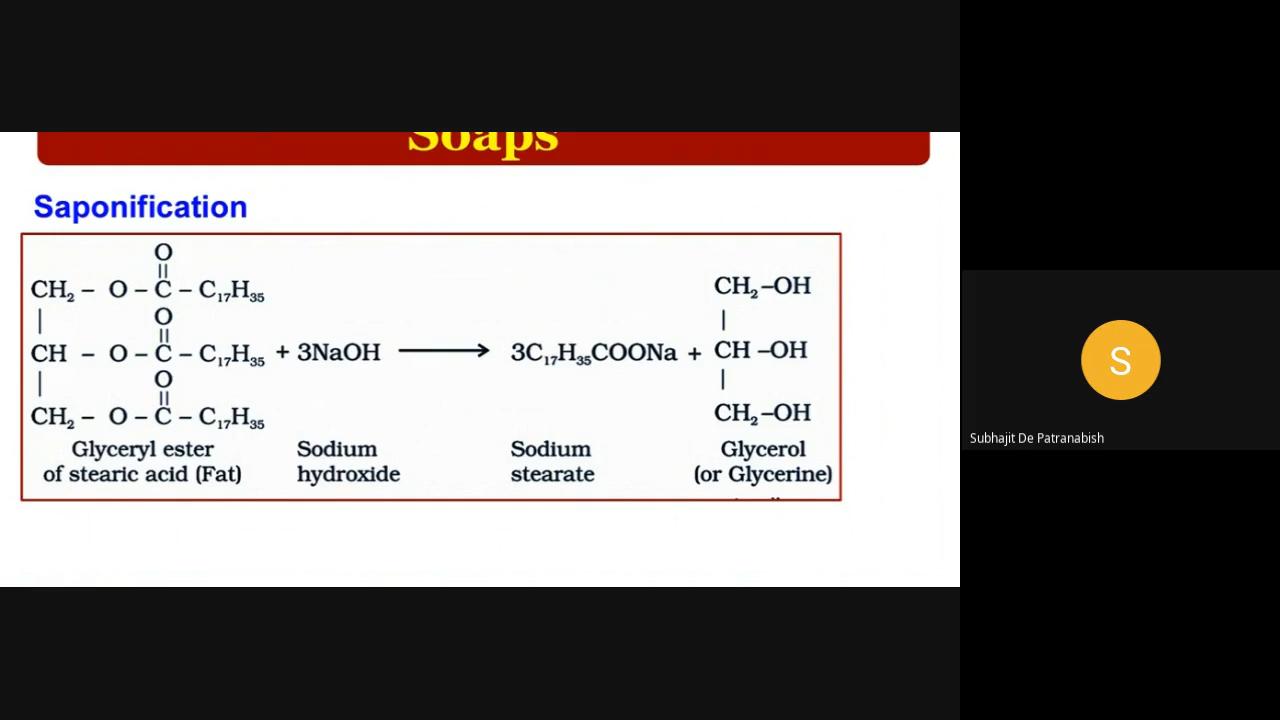 Soaps
Saponification
O
||
CH₂ – O – C – C₁₇H₃₅
| O
||
CH – O – C – C₁₇H₃₅ + 3NaOH ⟶ 3C₁₇H₃₅COONa + CH –OH
| O
||
CH₂ – O – C – C₁₇H₃₅
CH₂–OH
|
|
CH₂–OH
Glyceryl ester Sodium Sodium Glycerol
of stearic acid (Fat) hydroxide stearate (or Glycerine)
S
Subhajit De Patranabish